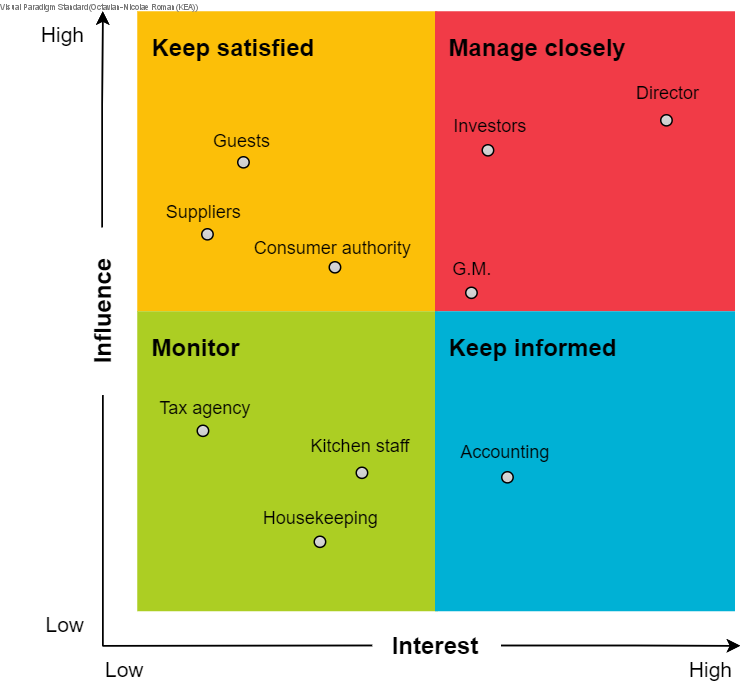 Visual Paradigm Standard(Octavian-Nicolae Roman(KEA))
High
Keep satisfied
Manage closely
Director
Investors
Guests
Suppliers
Consumer authority
G.M.
Influence
Monitor
Keep informed
Tax agency
Kitchen staff
Accounting
Housekeeping
Low
Interest
Low
High